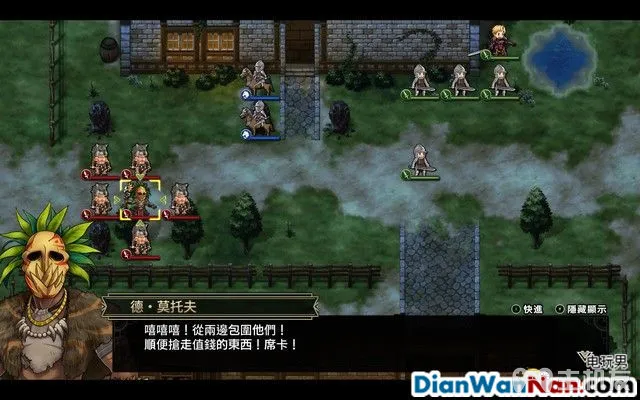 德・莫托夫
快進
隱藏顯示
嘻嘻嘻！從兩邊包圍他們！
順便搶走值錢的東西！席卡！
电玩男
DianWanNan.com